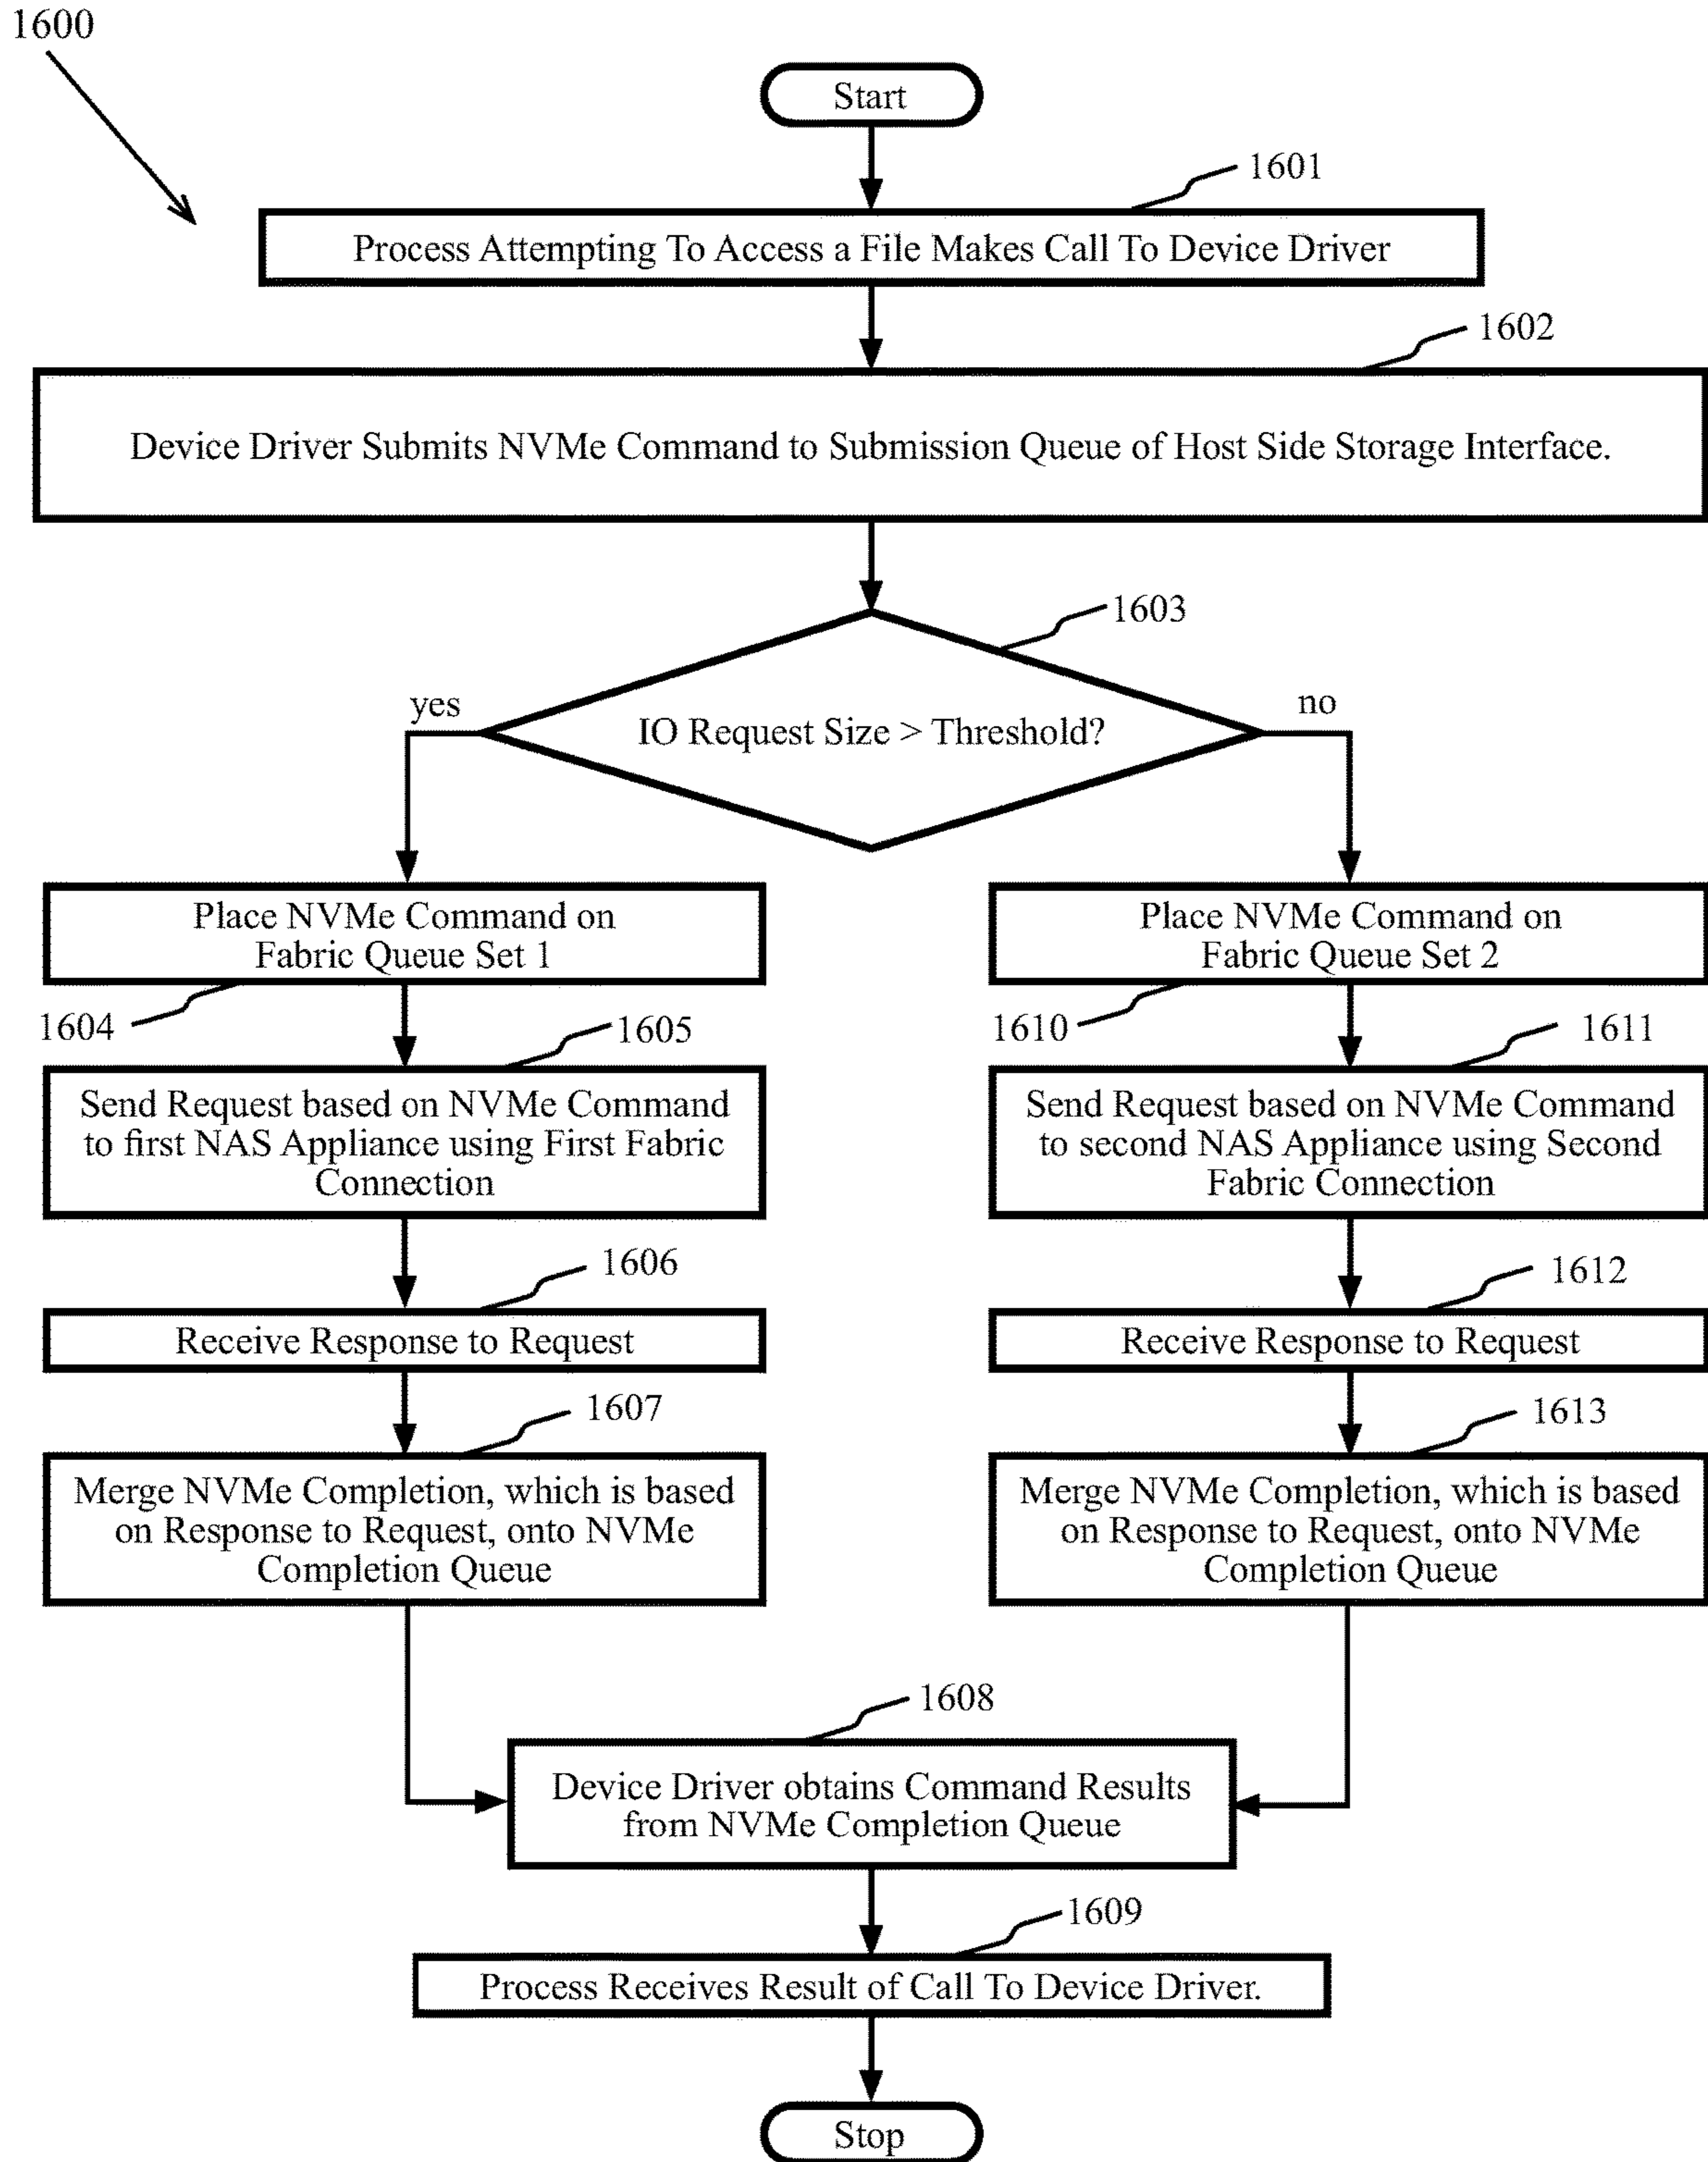 1600
Start
1601
Process Attempting To Access a File Makes Call To Device Driver
1602
Device Driver Submits NVMe Command to Submission Queue of Host Side Storage Interface.
1603
yes
IO Request Size > Threshold?
no
Place NVMe Command on
Fabric Queue Set 1
1604
1605
Send Request based on NVMe Command
to first NAS Appliance using First Fabric
Connection
1606
Receive Response to Request
1607
Merge NVMe Completion, which is based
on Response to Request, onto NVMe
Completion Queue
Place NVMe Command on
Fabric Queue Set 2
1610
1611
Send Request based on NVMe Command
to second NAS Appliance using Second
Fabric Connection
1612
Receive Response to Request
1613
Merge NVMe Completion, which is based
on Response to Request, onto NVMe
Completion Queue
1608
Device Driver obtains Command Results
from NVMe Completion Queue
1609
Process Receives Result of Call To Device Driver.
Stop